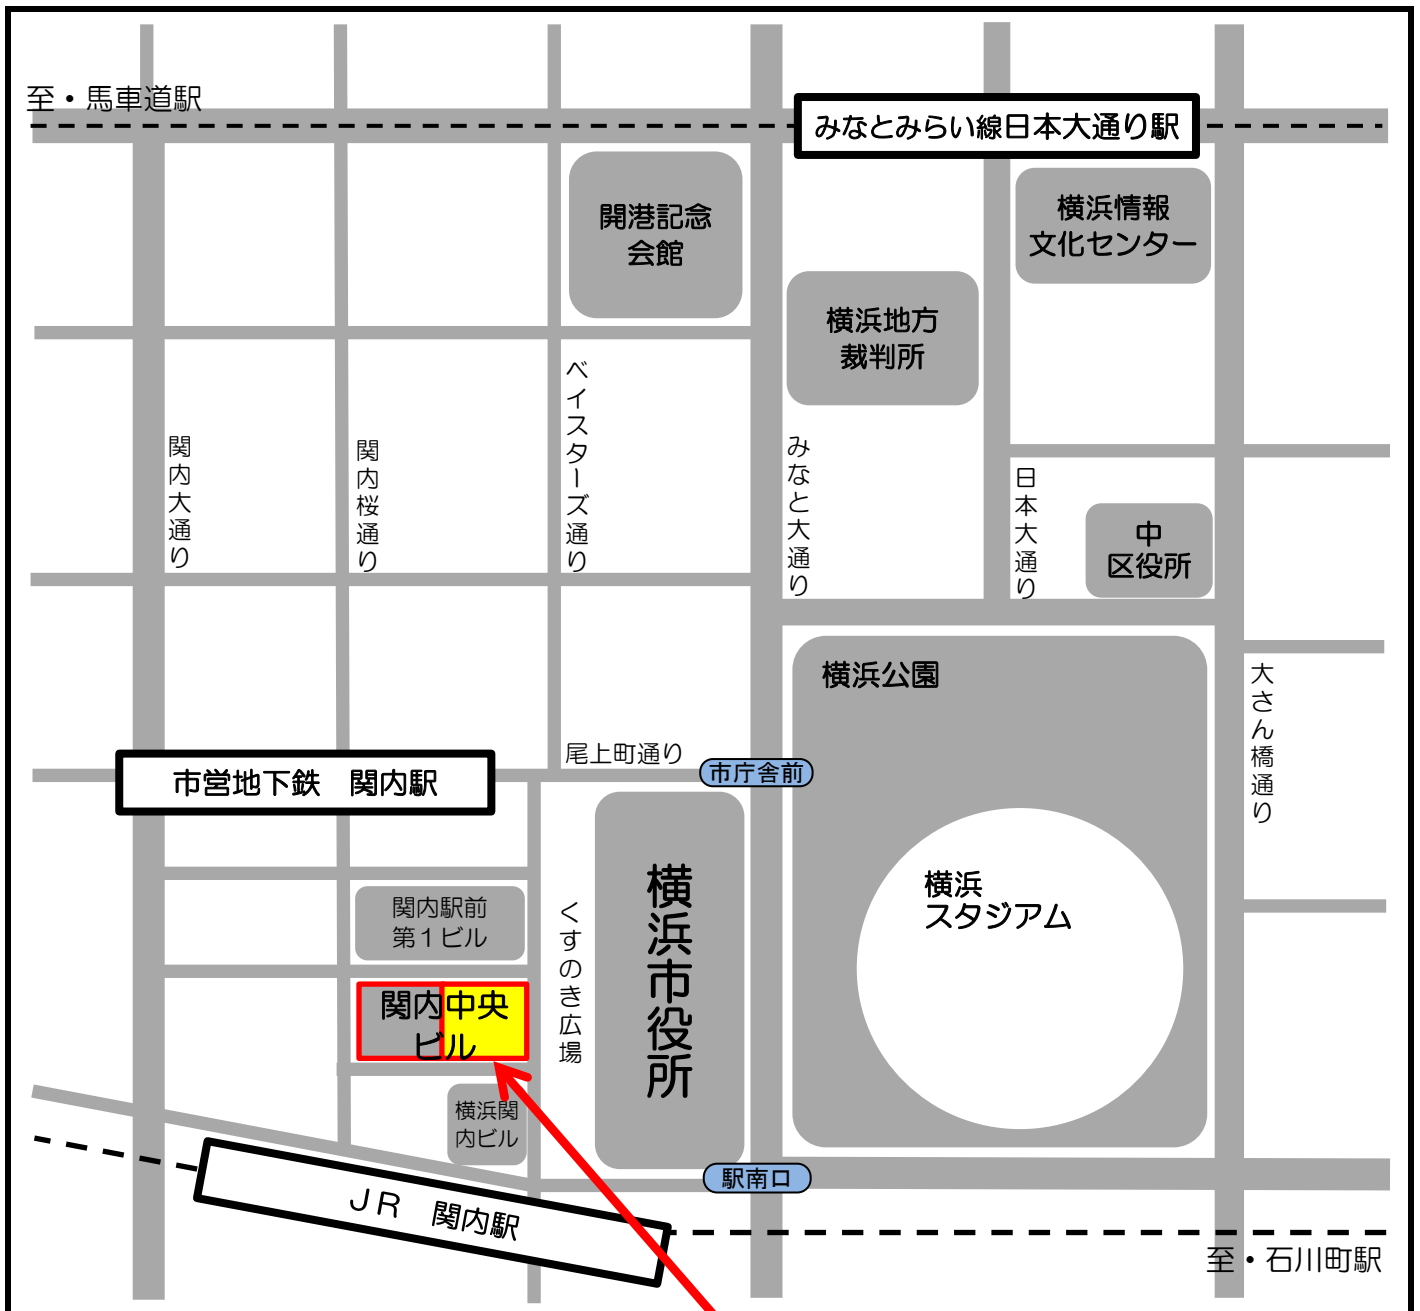 至・馬車道駅
みなとみらい線日本大通り駅
開港記念
会館
横浜情報
文化センター
横浜地方
裁判所
ベイスターズ通り
関内大通り
関内桜通り
みなと大通り
日本大通り
中
区役所
横浜公園
大さん橋通り
尾上町通り
市庁舎前
市営地下鉄　関内駅
横浜市役所
横浜
スタジアム
関内駅前
第１ビル
くすのき広場
関内中央
ビル
横浜関
内ビル
駅南口
ＪＲ　関内駅
至・石川町駅